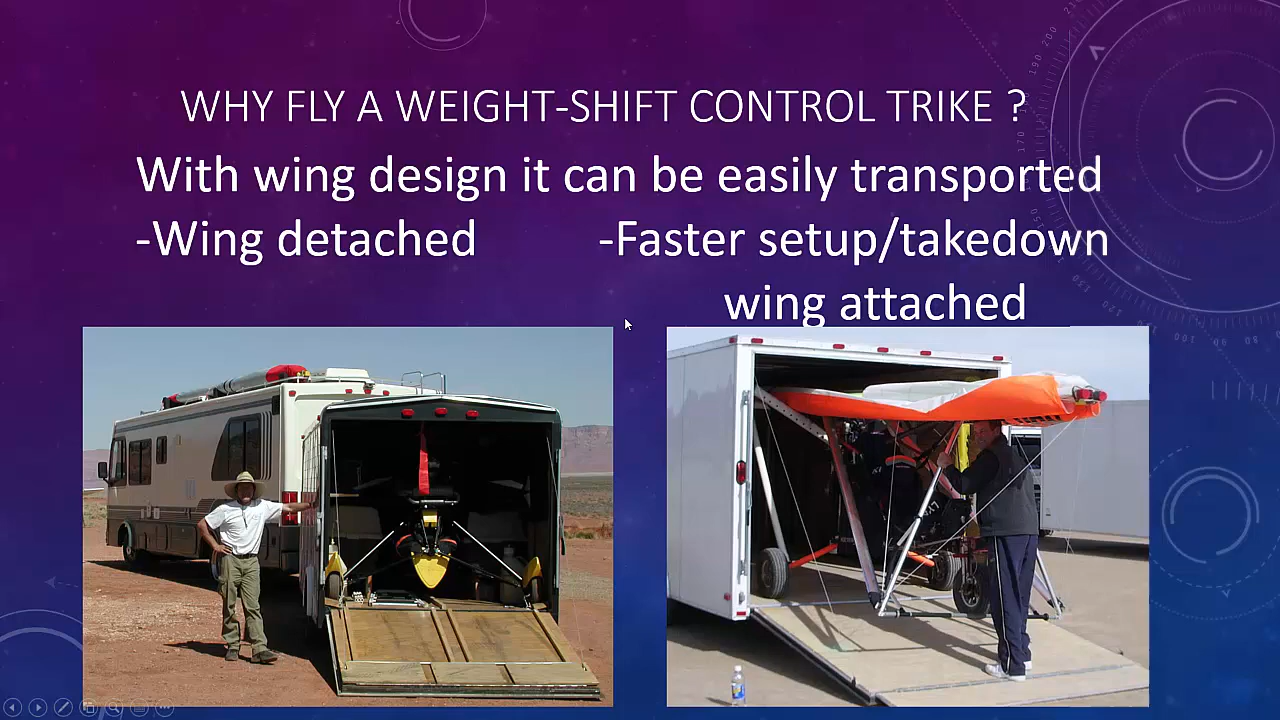 WHY FLY A WEIGHT-SHIFT CONTROL TRIKE ?
With wing design it can be easily transported
-Wing detached -Faster setup/takedown
wing attached